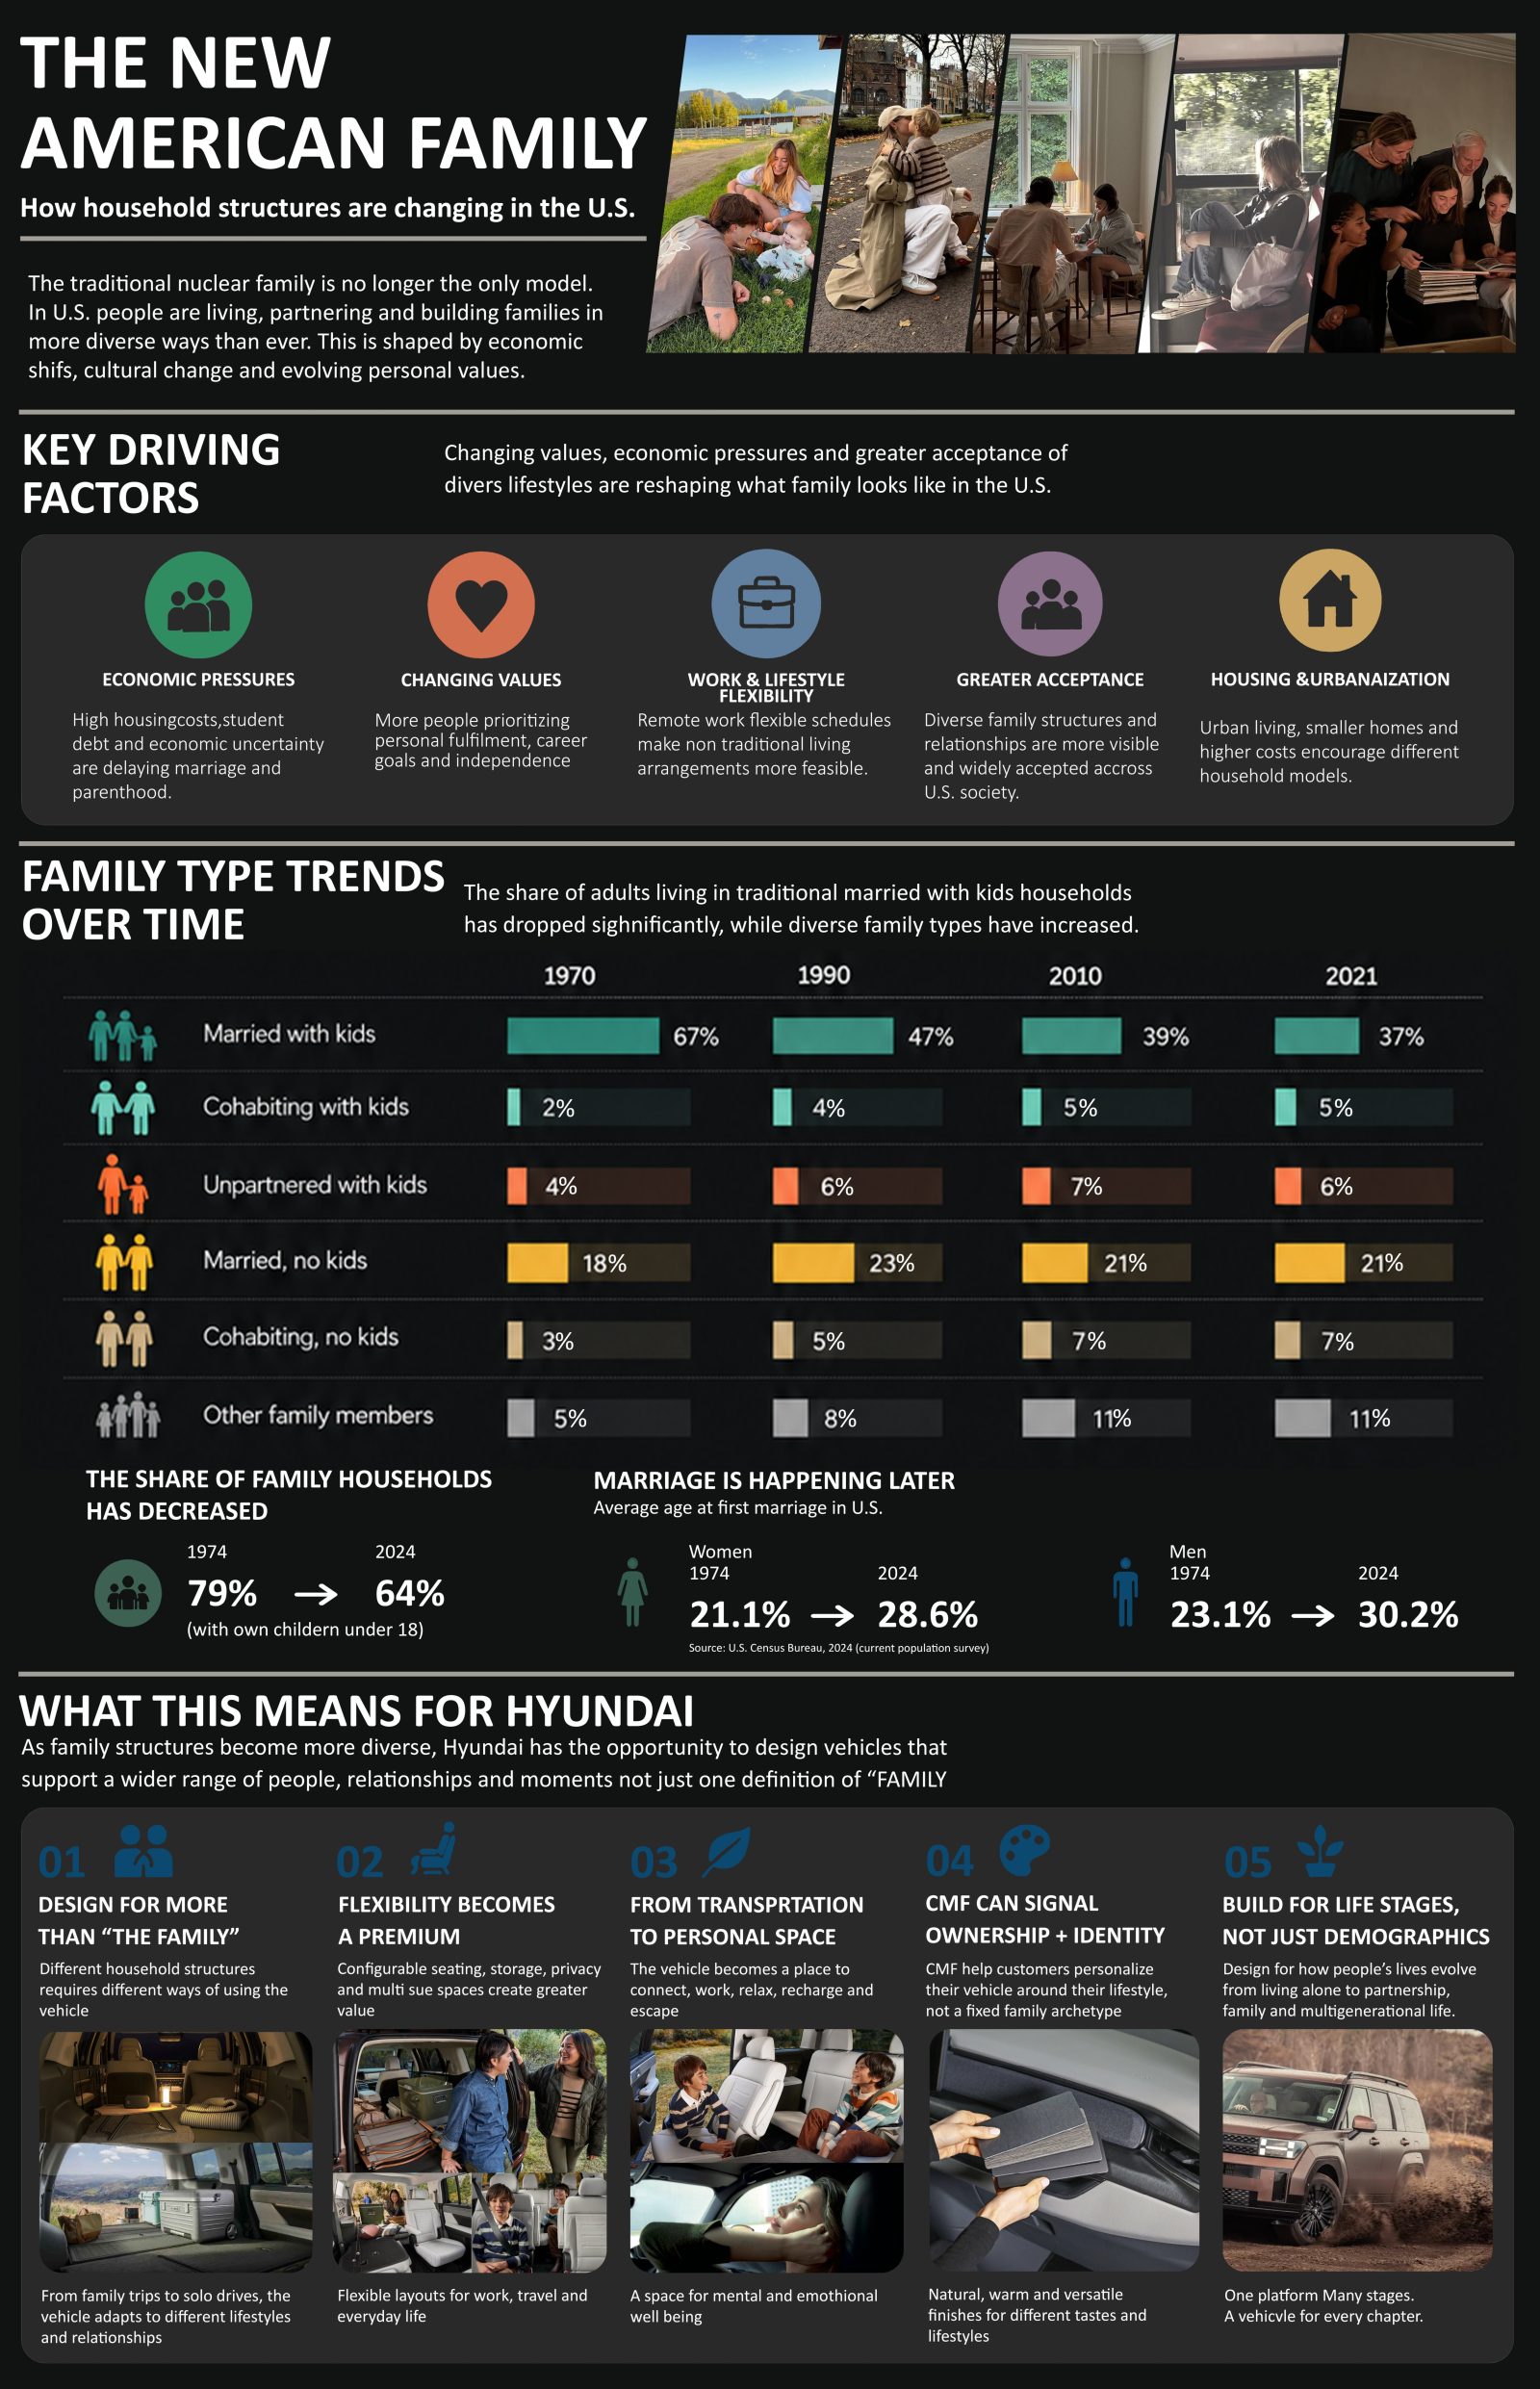 THE NEW
AMERICAN FAMILY
How household structures are changing in the U.S.
The traditional nuclear family is no longer the only model.
In U.S. people are living, partnering and building families in
more diverse ways than ever. This is shaped by economic
shifs, cultural change and evolving personal values.
KEY DRIVING
FACTORS
Changing values, economic pressures and greater acceptance of
divers lifestyles are reshaping what family looks like in the U.S.
ECONOMIC PRESSURES
High housingcosts,student
debt and economic uncertainty
are delaying marriage and
parenthood.
CHANGING VALUES
More people prioritizing
personal fulfilment, career
goals and independence
WORK & LIFESTYLE
FLEXIBILITY
Remote work flexible schedules
make non traditional living
arrangements more feasible.
GREATER ACCEPTANCE
Diverse family structures and
relationships are more visible
and widely accepted accross
U.S. society.
HOUSING &URBANAIZATION
Urban living, smaller homes and
higher costs encourage different
household models.
FAMILY TYPE TRENDS
OVER TIME
The share of adults living in traditional married with kids households
has dropped sighnificantly, while diverse family types have increased.
1970 1990 2010 2021
Married with kids 67% 47% 39% 37%
Cohabiting with kids 2% 4% 5% 5%
Unpartnered with kids 4% 6% 7% 6%
Married, no kids 18% 23% 21% 21%
Cohabiting, no kids 3% 5% 7% 7%
Other family members 5% 8% 11% 11%
THE SHARE OF FAMILY HOUSEHOLDS
HAS DECREASED
1974 2024
79% → 64%
(with own childern under 18)
MARRIAGE IS HAPPENING LATER
Average age at first marriage in U.S.
Women
1974 2024
21.1% → 28.6%
Source: U.S. Census Bureau, 2024 (current population survey)
Men
1974 2024
23.1% → 30.2%
WHAT THIS MEANS FOR HYUNDAI
As family structures become more diverse, Hyundai has the opportunity to design vehicles that
support a wider range of people, relationships and moments not just one definition of “FAMILY
01
DESIGN FOR MORE
THAN “THE FAMILY”
Different household structures
requires different ways of using the
vehicle
From family trips to solo drives, the
vehicle adapts to different lifestyles
and relationships
02
FLEXIBILITY BECOMES
A PREMIUM
Configurable seating, storage, privacy
and multi sue spaces create greater
value
Flexible layouts for work, travel and
everyday life
03
FROM TRANSPRTATION
TO PERSONAL SPACE
The vehicle becomes a place to
connect, work, relax, recharge and
escape
A space for mental and emothional
well being
04
CMF CAN SIGNAL
OWNERSHIP + IDENTITY
CMF help customers personalize
their vehicle around their lifestyle,
not a fixed family archetype
Natural, warm and versatile
finishes for different tastes and
lifestyles
05
BUILD FOR LIFE STAGES,
NOT JUST DEMOGRAPHICS
Design for how people’s lives evolve
from living alone to partnership,
family and multigenerational life.
One platform Many stages.
A vehicvle for every chapter.